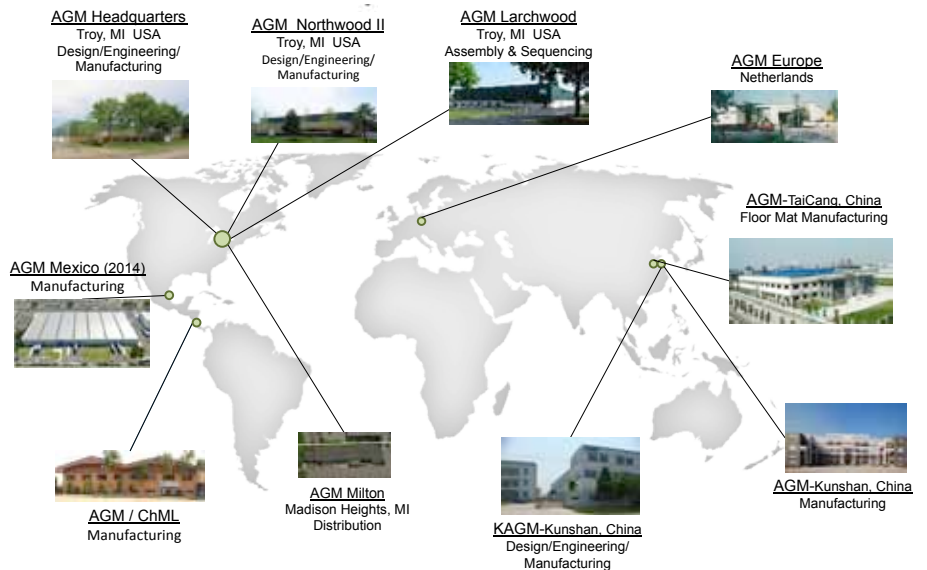 AGM Headquarters
Troy, MI USA
Design/Engineering/
Manufacturing
AGM Northwood II
Troy, MI USA
Design/Engineering/
Manufacturing
AGM Larchwood
Troy, MI USA
Assembly & Sequencing
AGM Europe
Netherlands
AGM-TaiCang, China
Floor Mat Manufacturing
AGM Mexico (2014)
Manufacturing
AGM / ChML
Manufacturing
AGM Milton
Madison Heights, MI
Distribution
KAGM-Kunshan, China
Design/Engineering/
Manufacturing
AGM-Kunshan, China
Manufacturing